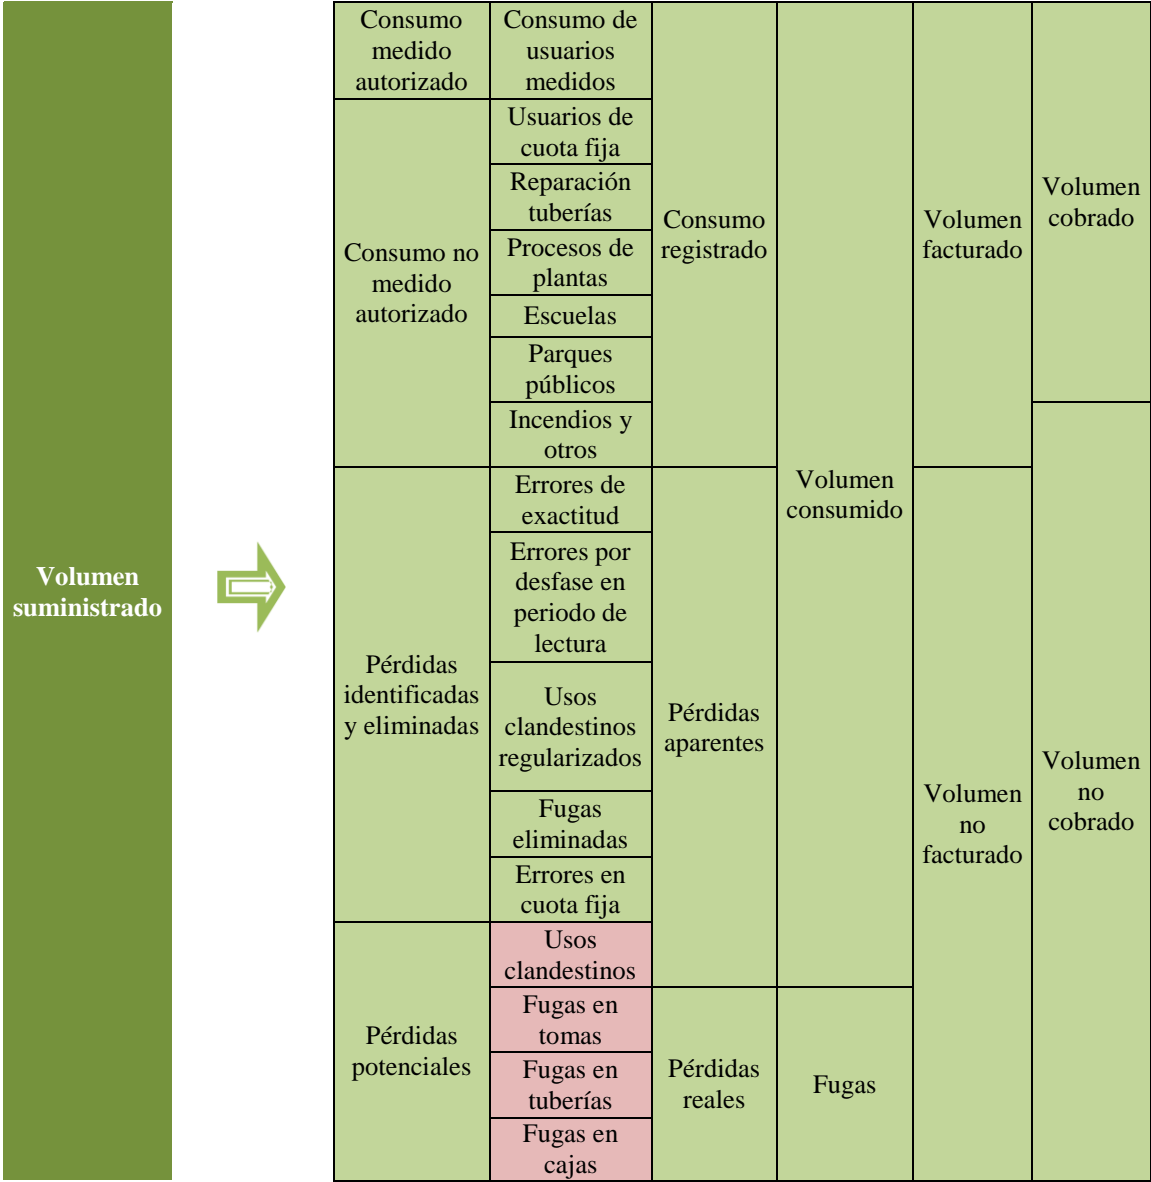 Volumen
suministrado
Consumo
medido
autorizado
Consumo de
usuarios
medidos
Consumo no
medido
autorizado
Usuarios de
cuota fija
Reparación
tuberías
Procesos de
plantas
Escuelas
Parques
públicos
Incendios y
otros
Consumo
registrado
Volumen
consumido
Volumen
facturado
Volumen
cobrado
Pérdidas
identificadas
y eliminadas
Errores de
exactitud
Errores por
desfase en
periodo de
lectura
Usos
clandestinos
regularizados
Fugas
eliminadas
Errores en
cuota fija
Pérdidas
aparentes
Volumen
no
facturado
Volumen
no
cobrado
Pérdidas
potenciales
Usos
clandestinos
Fugas en
tomas
Fugas en
tuberías
Fugas en
cajas
Pérdidas
reales
Fugas